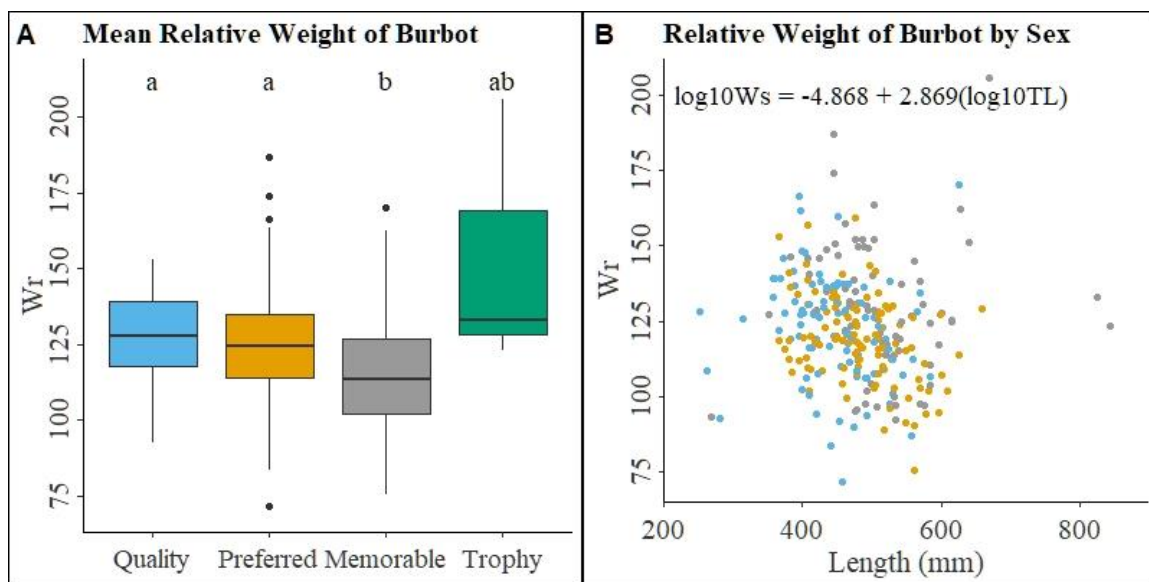 A Mean Relative Weight of Burbot
a a b ab
Wr
200
175
150
125
100
75
Quality Preferred Memorable Trophy
B Relative Weight of Burbot by Sex
log10Ws = -4.868 + 2.869(log10TL)
Wr
200
175
150
125
100
75
200 400 600 800
Length (mm)